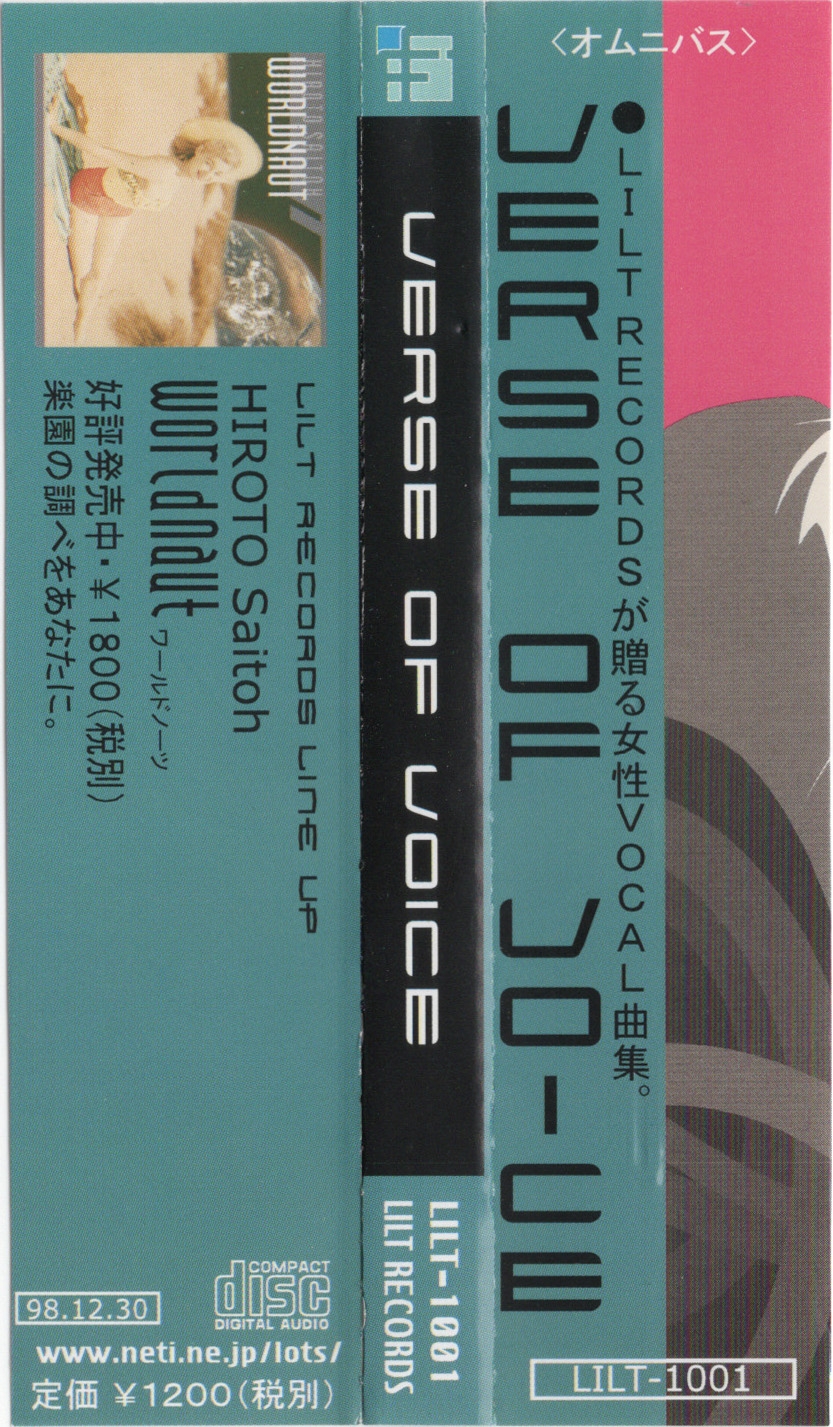 〈オムニバス〉
●LILT RECORDSが贈る女性VOCAL曲集。
VERSE OF VOICE
LILT-1001
VERSE OF VOICE
LILT-1001
LILT RECORDS
HIROTO SAITOH
WORLDNAUT
LILT RECORDS LINE UP
HIROTO Saitoh
worldnaut ワールドノーツ
好評発売中・¥1800(税別)
楽園の調べをあなたに。
COMPACT
disc
DIGITAL AUDIO
98.12.30
www.neti.ne.jp/lots/
定価 ¥1200(税別)